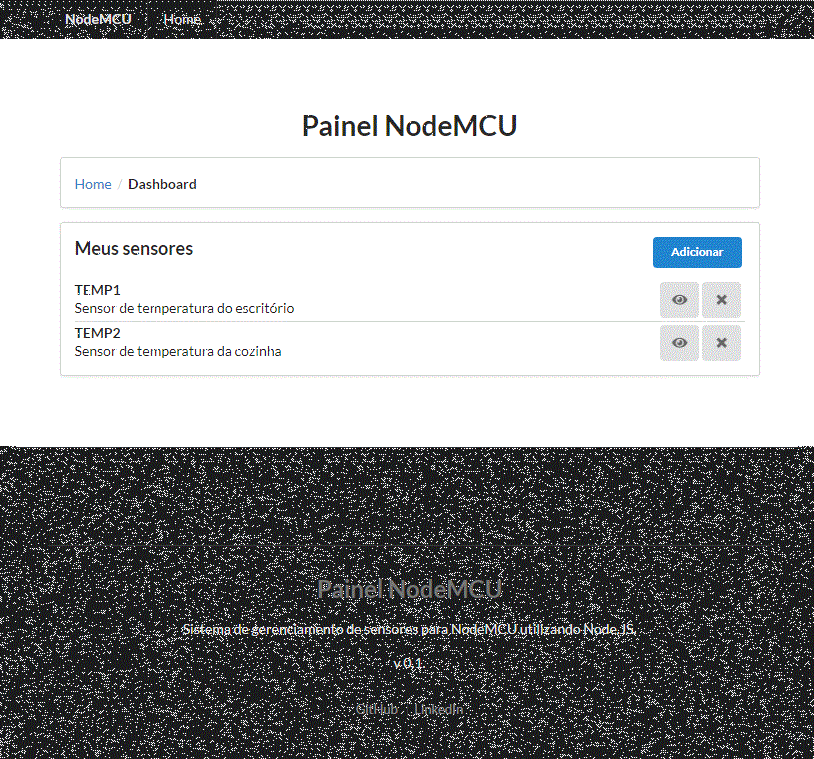 NodeMCU Home
Painel NodeMCU
Home / Dashboard
Meus sensores Adicionar
TEMP1
Sensor de temperatura do escritório
TEMP2
Sensor de temperatura da cozinha
Painel NodeMCU
Sistema de gerenciamento de sensores para NodeMCU utilizando Node.JS.
v.0.1
GitHub LinkedIn